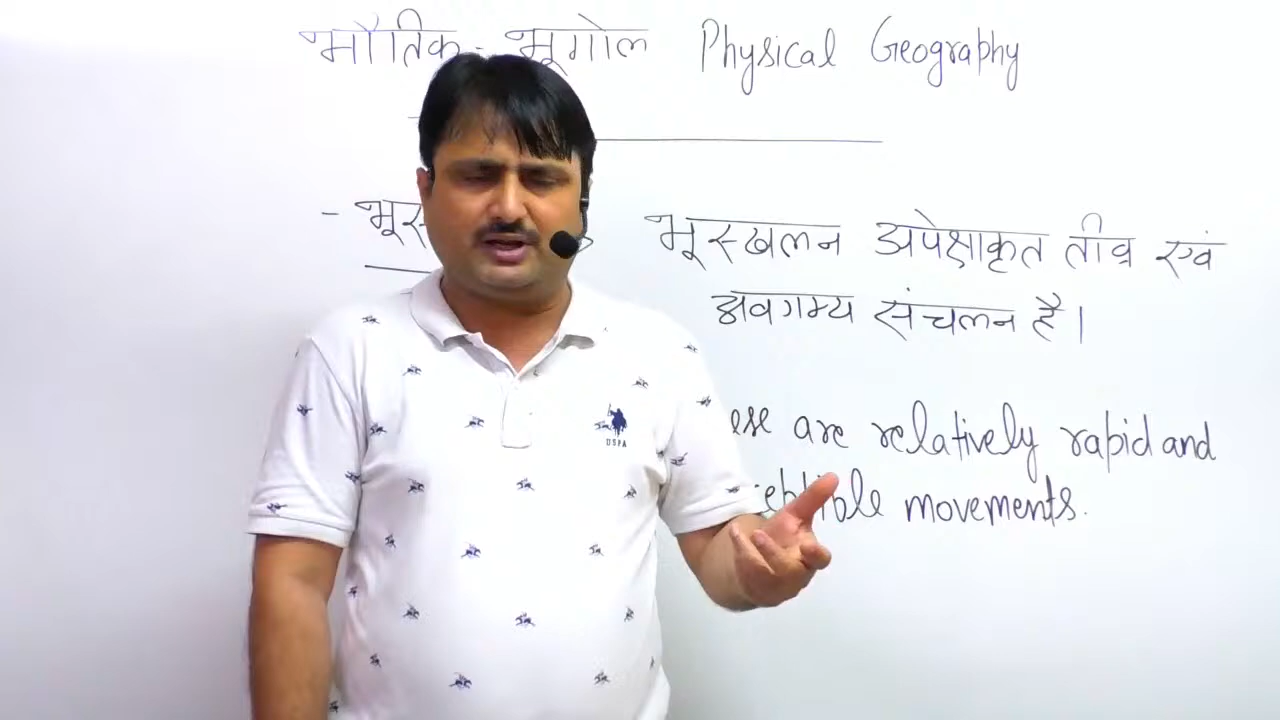 भौतिक - भूगोल Physical Geography
भूस्खलन अपेक्षाकृत तीव्र एवं
अवगम्य संचलन है।
are relatively rapid and
movements.
USPA